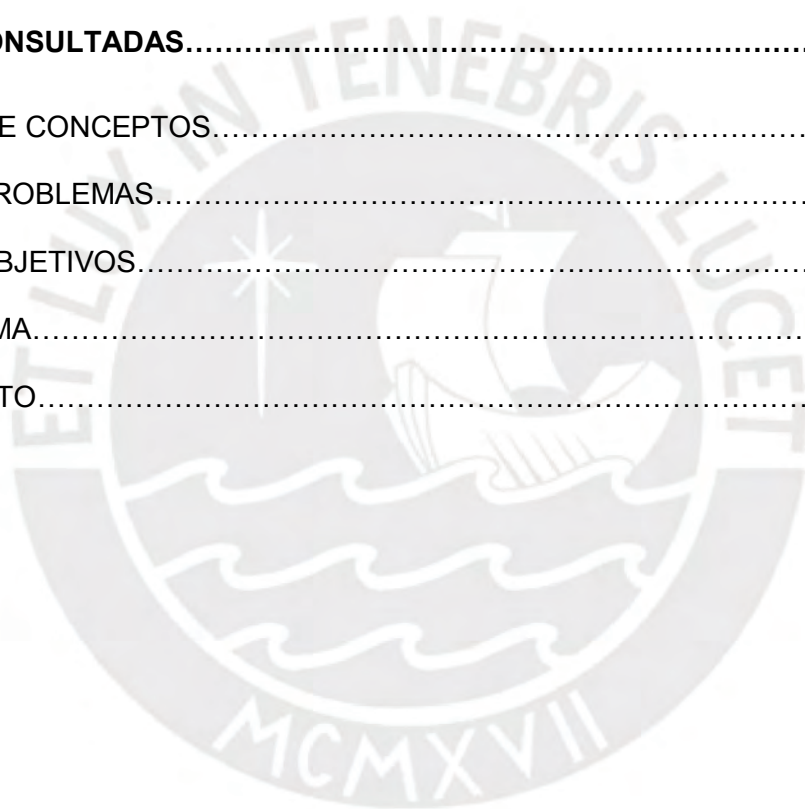 ONSULTADAS……………………………………………………………….
E CONCEPTOS……………………………………………………………….
ROBLEMAS……………………………………………………………….
BJETIVOS……………………………………………………………….
MA……………………………………………………………….
TO……………………………………………………………….
ET LUX IN TENEBRIS LUCET
MCMXVII